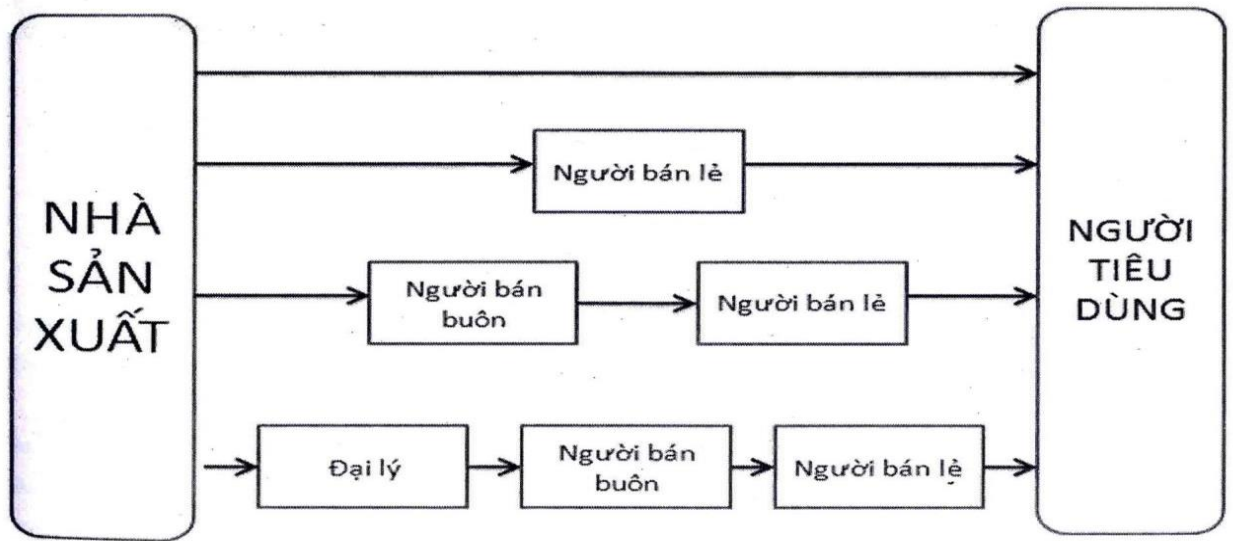 NHÀ
SẢN
XUẤT
Người bán lẻ
Người bán
buôn
Người bán lẻ
Đại lý
Người bán
buôn
Người bán lẻ
NGƯỜI
TIÊU
DÙNG